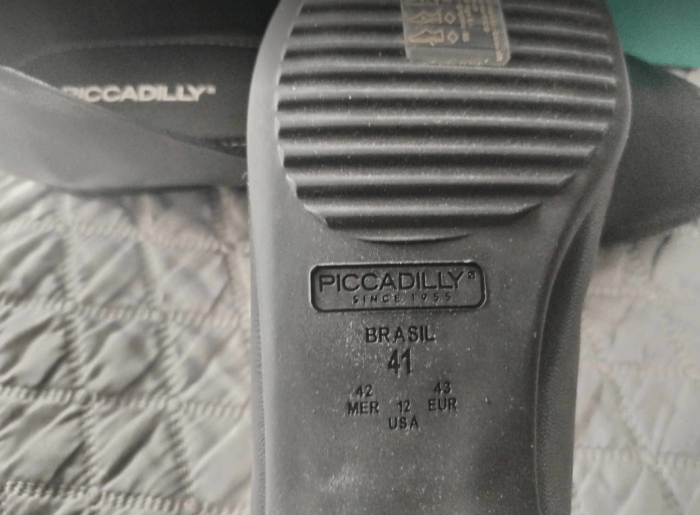 PICCADILLY®
PICCADILLY®
SINCE 1955
BRASIL
41
42 43
MER 12 EUR
USA